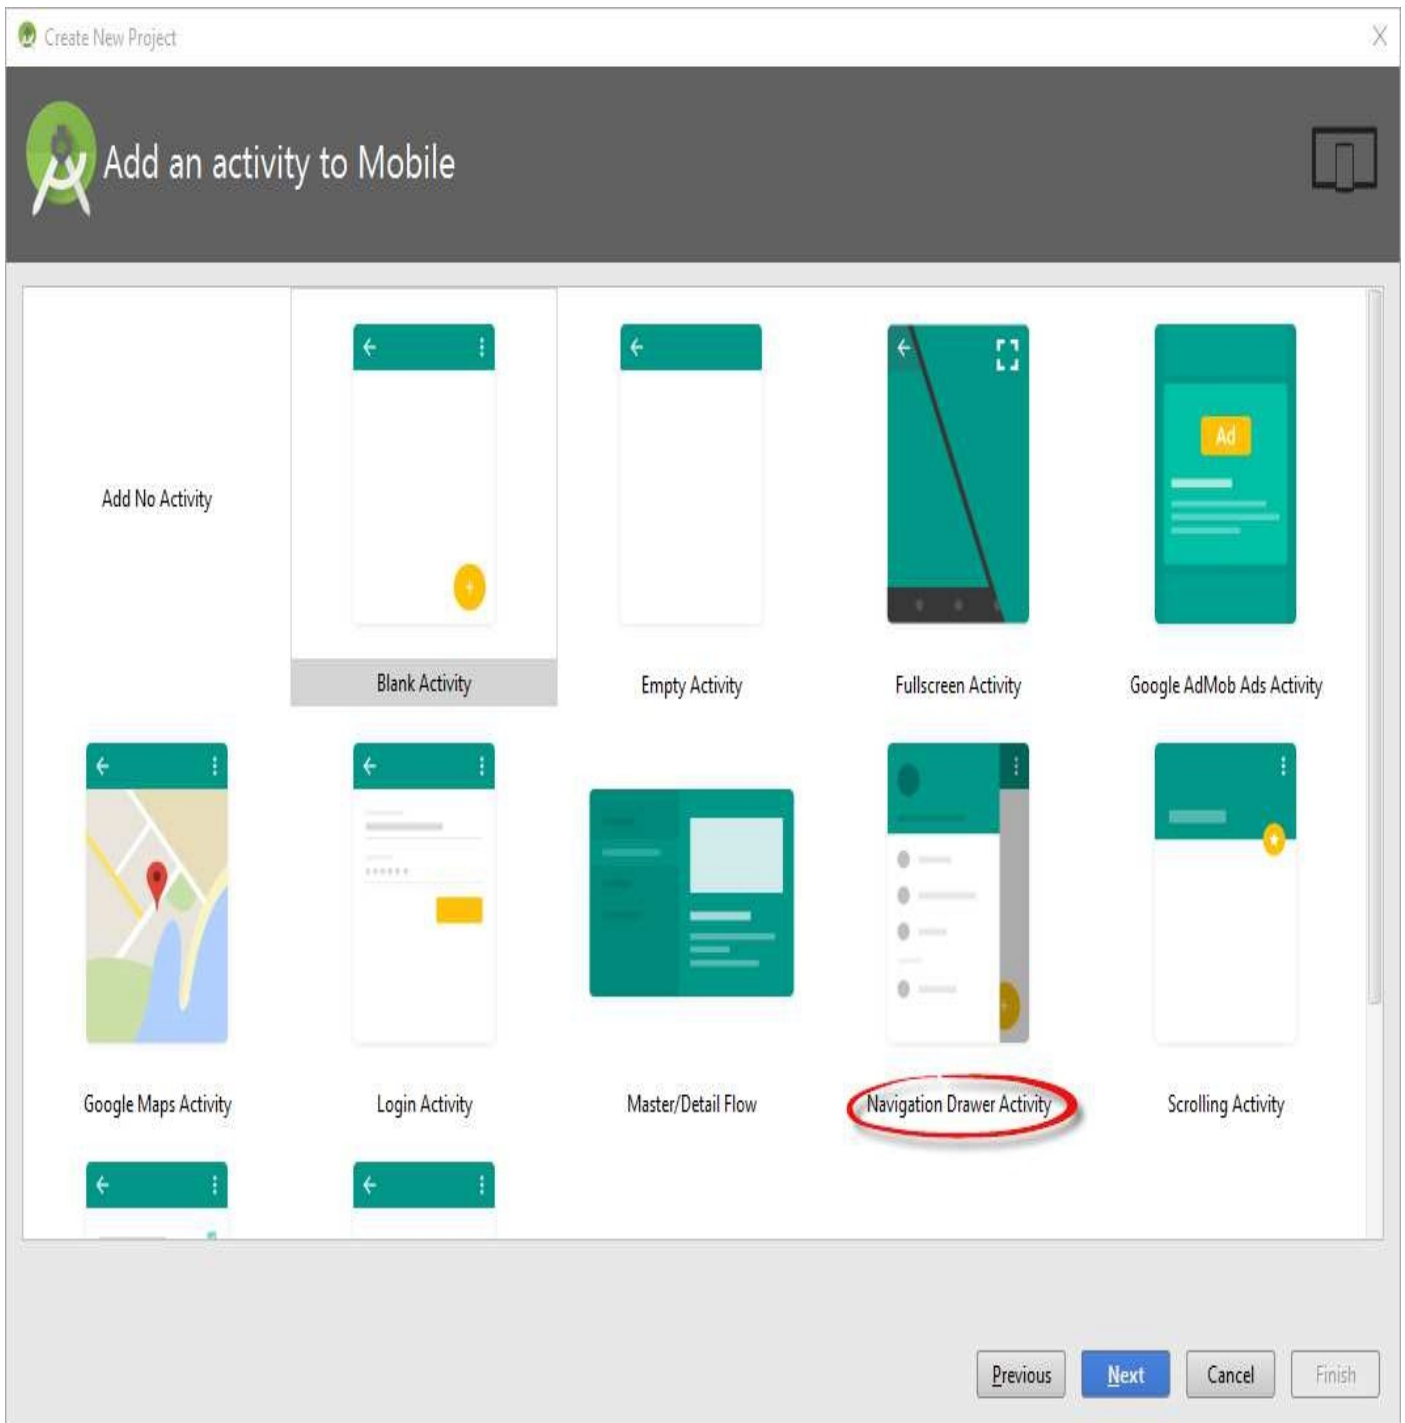 Create New Project
Add an activity to Mobile
Ad
Add No Activity
Blank Activity
Empty Activity
Fullscreen Activity
Google AdMob Ads Activity
Google Maps Activity
Login Activity
Master/Detail Flow
Navigation Drawer Activity
Scrolling Activity
Previous
Next
Cancel
Finish